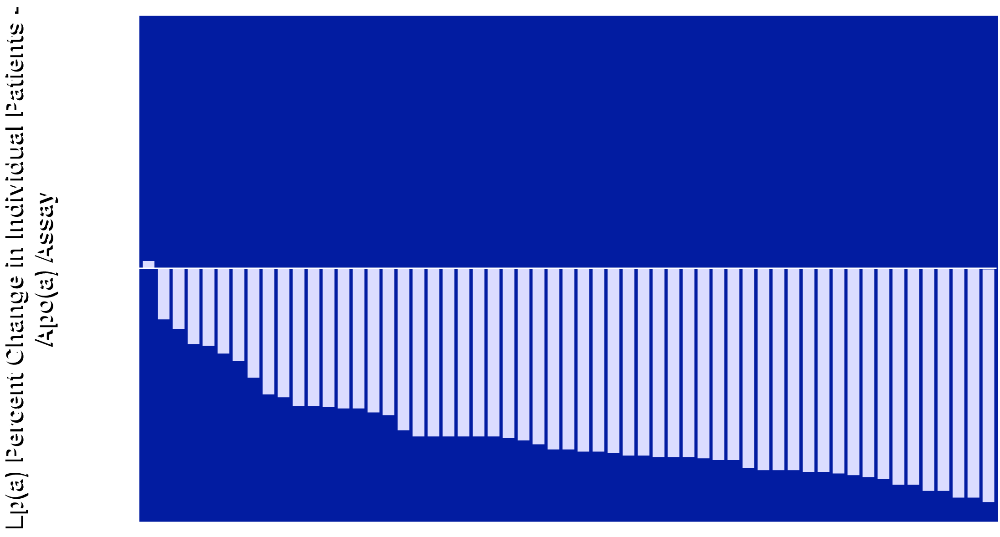 Lp(a) Percent Change in Individual Patients -
Apo(a) Assay